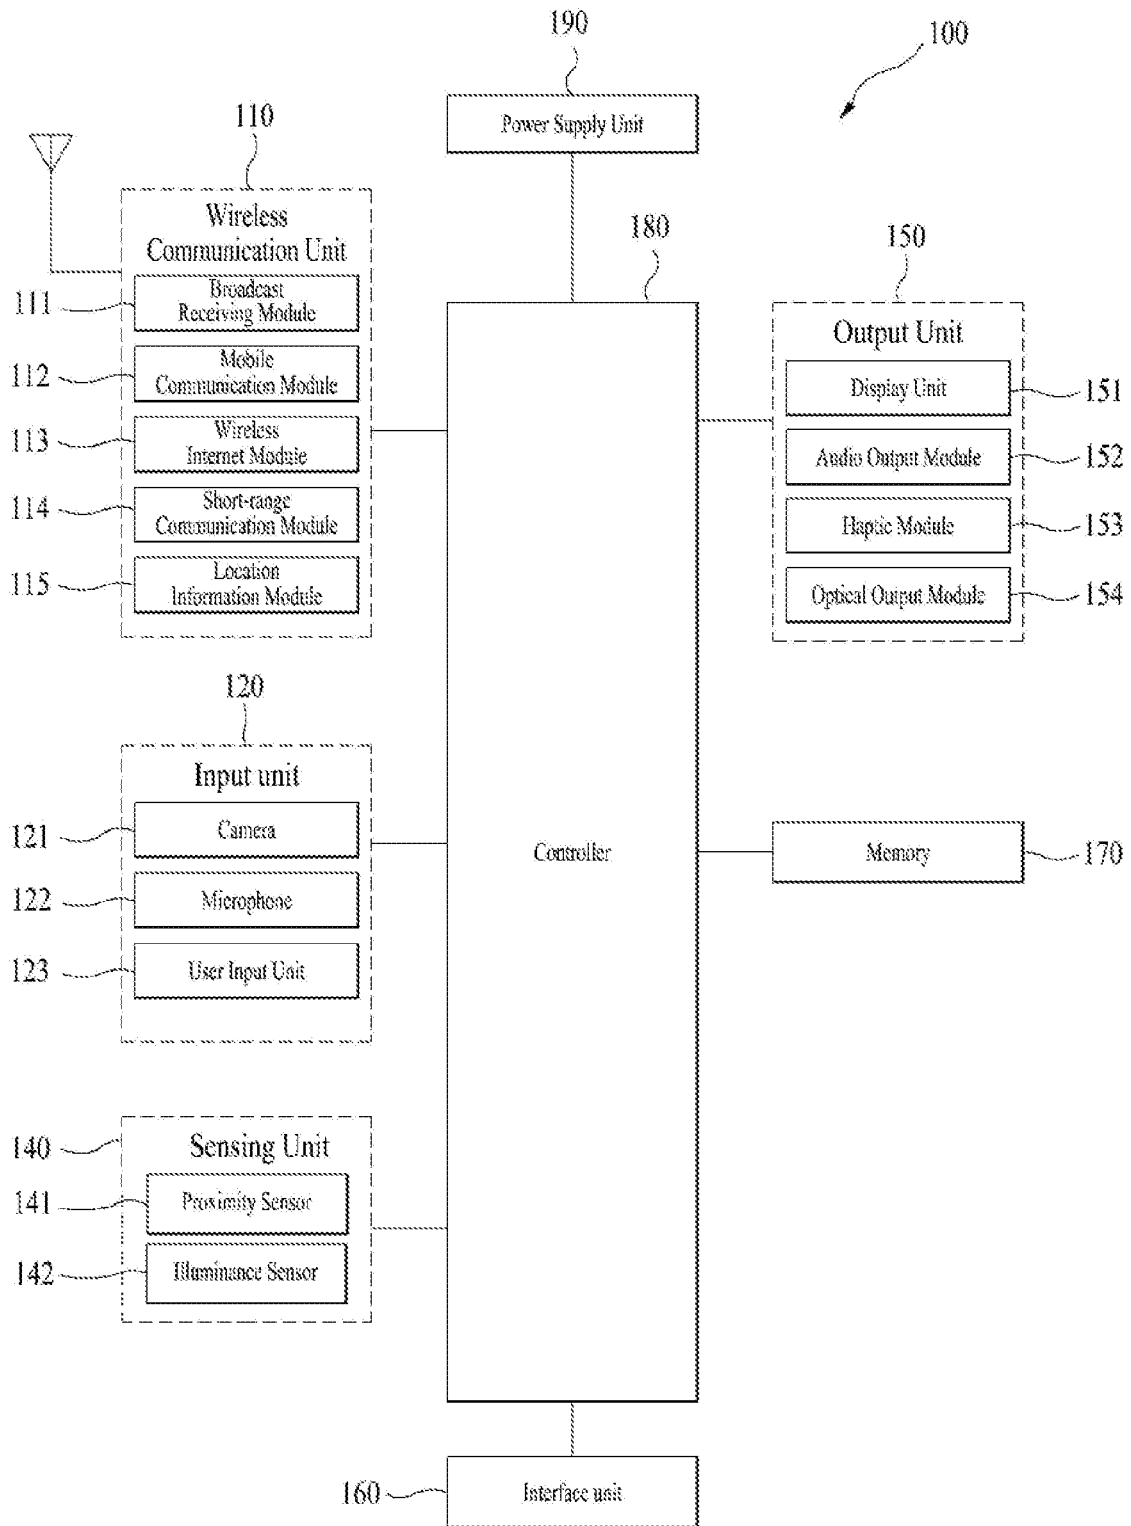 190
100
Power Supply Unit
110
Wireless
Communication Unit
111
Broadcast
Receiving Module
112
Mobile
Communication Module
113
Wireless
Internet Module
114
Short-range
Communication Module
115
Location
Information Module
120
Input unit
121
Camera
122
Microphone
123
User Input Unit
140
Sensing Unit
141
Proximity Sensor
142
Illuminance Sensor
180
Controller
150
Output Unit
Display Unit
151
Audio Output Module
152
Haptic Module
153
Optical Output Module
154
Memory
170
160
Interface unit